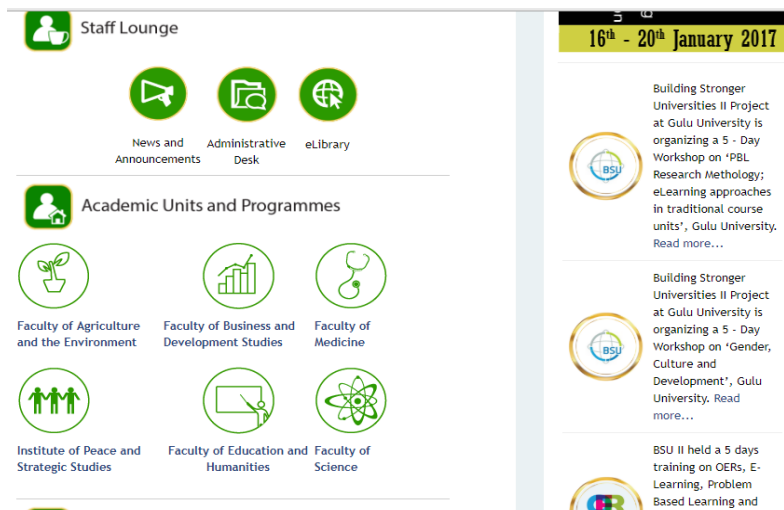 Staff Lounge
News and
Announcements
Administrative
Desk
eLibrary
Academic Units and Programmes
Faculty of Agriculture
and the Environment
Faculty of Business and
Development Studies
Faculty of
Medicine
Institute of Peace and
Strategic Studies
Faculty of Education and
Humanities
Faculty of
Science
16th - 20th January 2017
Building Stronger
Universities II Project
at Gulu University is
organizing a 5 - Day
Workshop on ‘PBL
Research Methology;
eLearning approaches
in traditional course
units’, Gulu University.
Read more...
BSU
Building Stronger
Universities II Project
at Gulu University is
organizing a 5 - Day
Workshop on ‘Gender,
Culture and
Development’, Gulu
University. Read
more...
BSU
BSU II held a 5 days
training on OERs, E-
Learning, Problem
Based Learning and